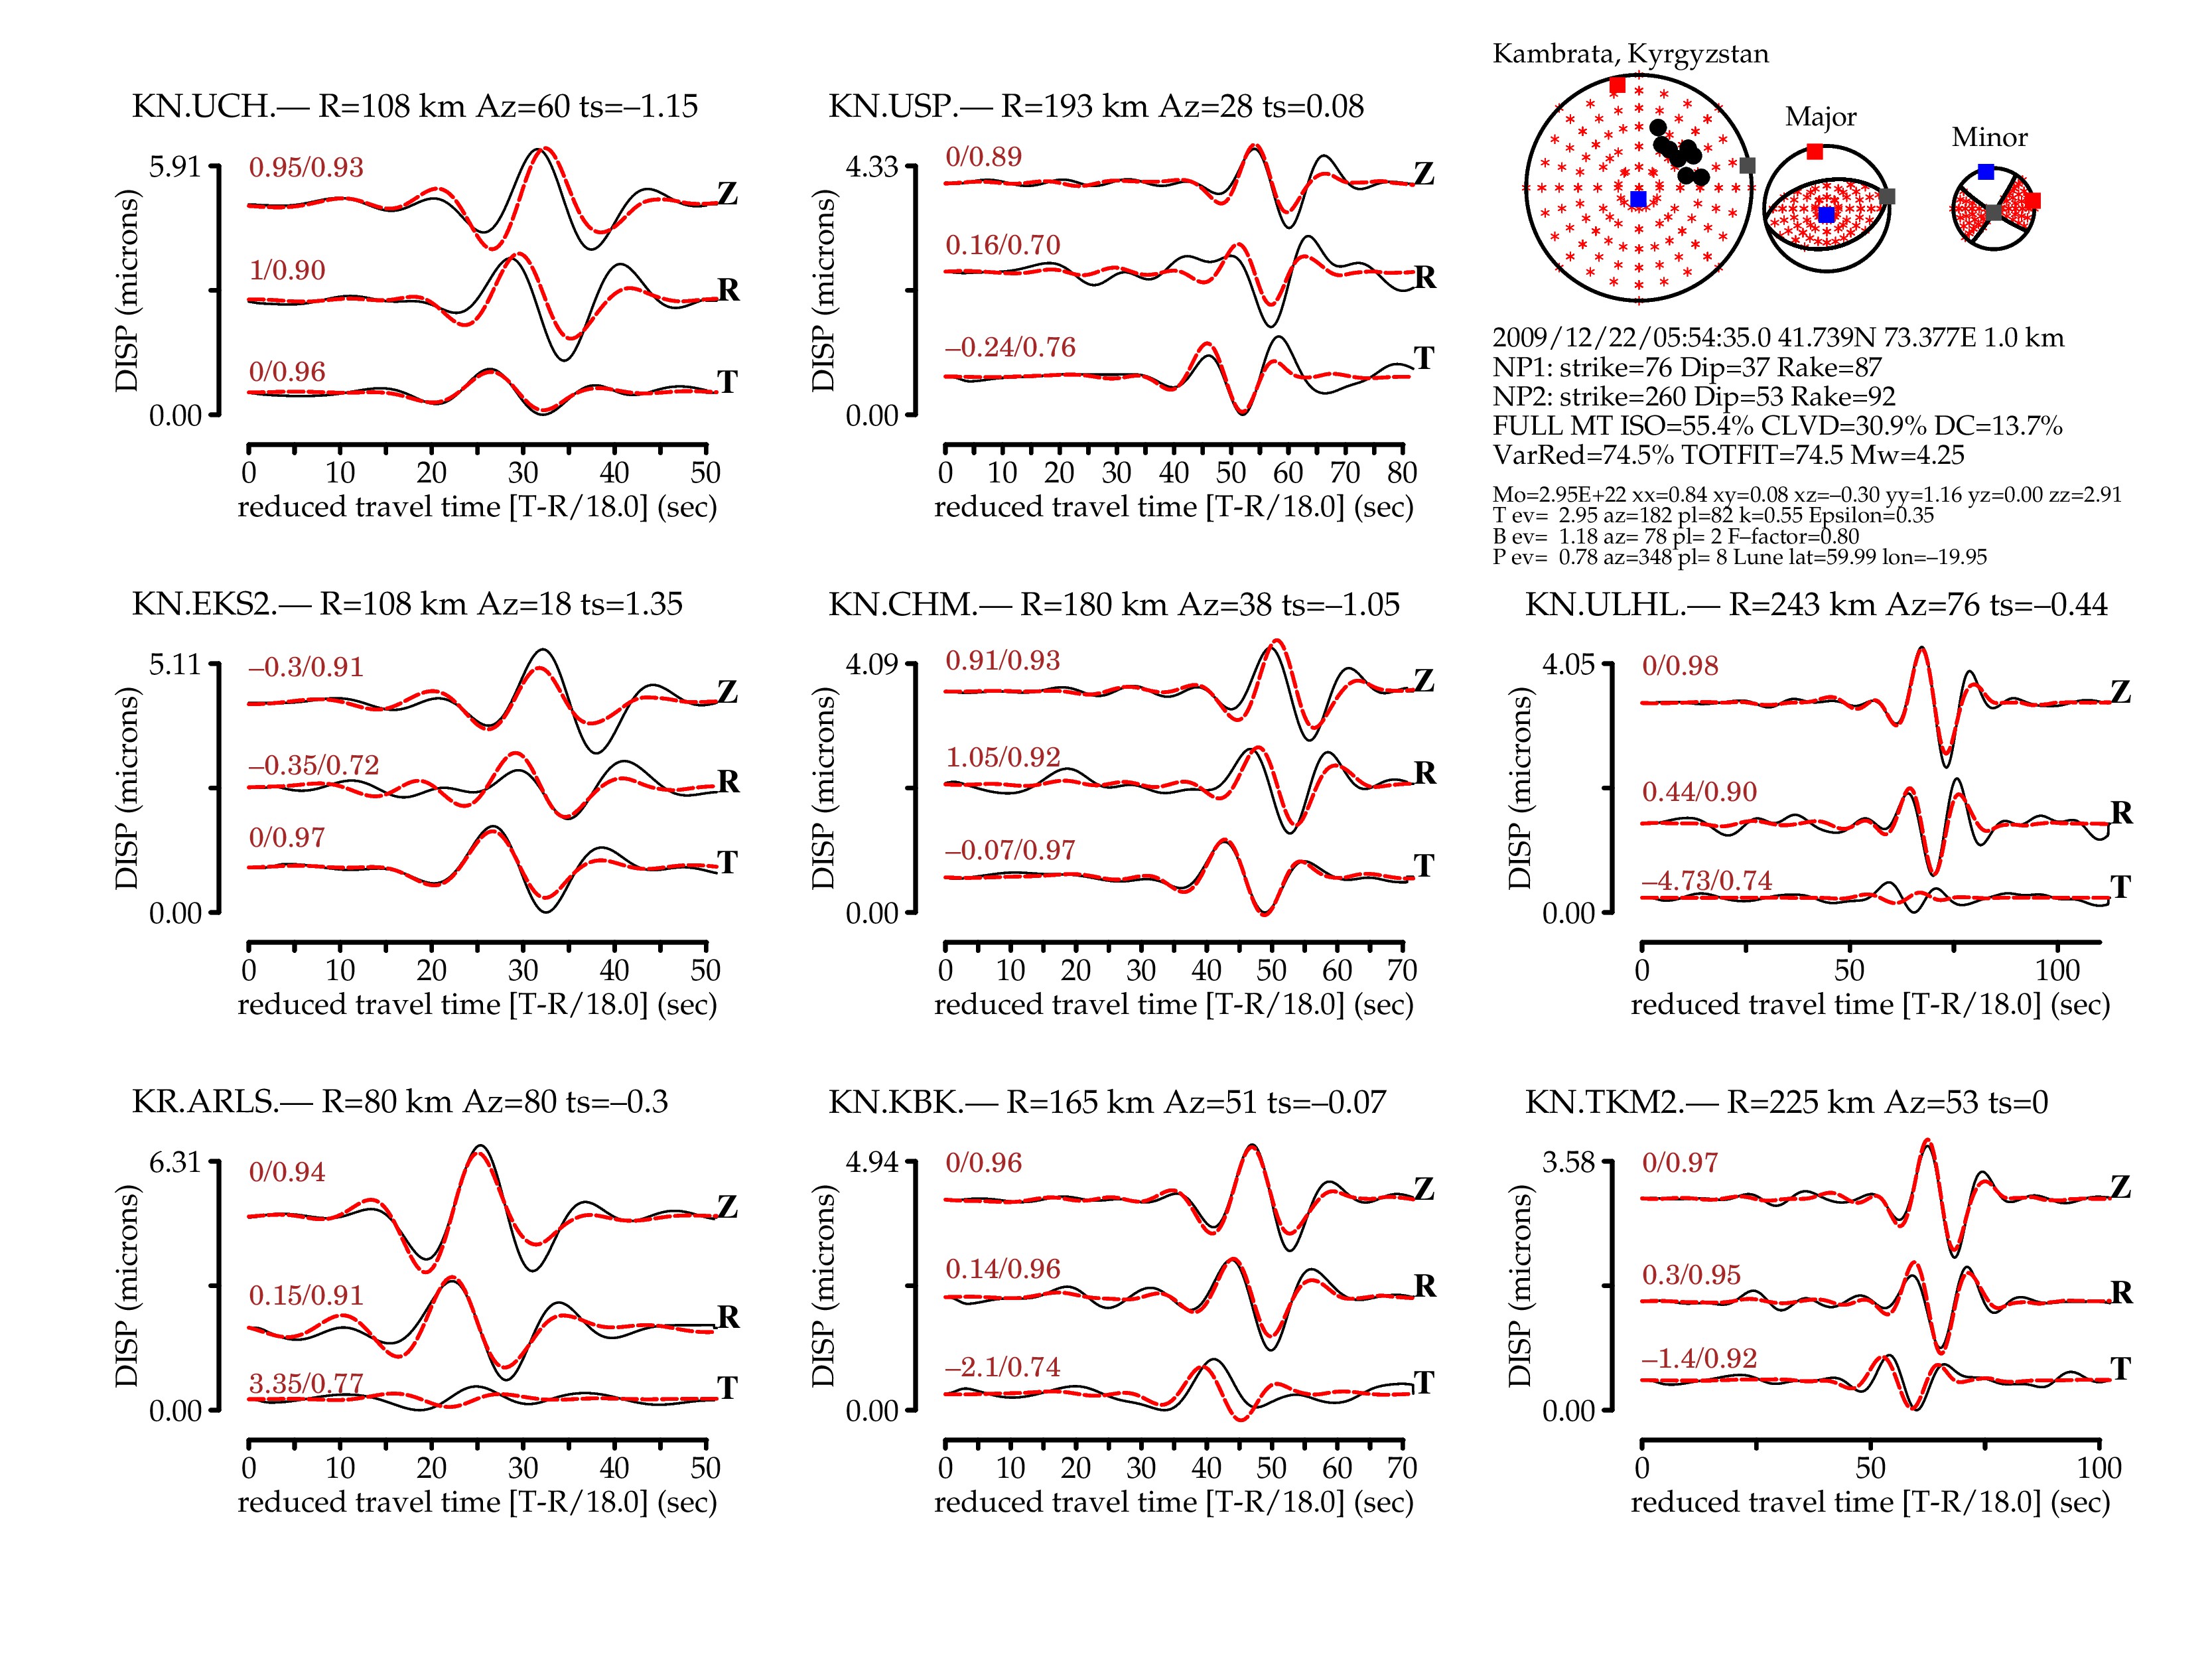 Kambrata, Kyrgyzstan
Major
Minor
KN.UCH.— R=108 km Az=60 ts=–1.15
5.91
0.00
DISP (microns)
0.95/0.93
Z
1/0.90
R
0/0.96
T
0 10 20 30 40 50
reduced travel time [T-R/18.0] (sec)
KN.USP.— R=193 km Az=28 ts=0.08
4.33
0.00
DISP (microns)
0/0.89
Z
0.16/0.70
R
–0.24/0.76
T
0 10 20 30 40 50 60 70 80
reduced travel time [T-R/18.0] (sec)
2009/12/22/05:54:35.0 41.739N 73.377E 1.0 km
NP1: strike=76 Dip=37 Rake=87
NP2: strike=260 Dip=53 Rake=92
FULL MT ISO=55.4% CLVD=30.9% DC=13.7%
VarRed=74.5% TOTFIT=74.5 Mw=4.25
Mo=2.95E+22 xx=0.84 xy=0.08 xz=–0.30 yy=1.16 yz=0.00 zz=2.91
T ev= 2.95 az=182 pl=82 k=0.55 Epsilon=0.35
B ev= 1.18 az= 78 pl= 2 F–factor=0.80
P ev= 0.78 az=348 pl= 8 Lune lat=59.99 lon=–19.95
KN.EKS2.— R=108 km Az=18 ts=1.35
5.11
0.00
DISP (microns)
–0.3/0.91
Z
–0.35/0.72
R
0/0.97
T
0 10 20 30 40 50
reduced travel time [T-R/18.0] (sec)
KN.CHM.— R=180 km Az=38 ts=–1.05
4.09
0.00
DISP (microns)
0.91/0.93
Z
1.05/0.92
R
–0.07/0.97
T
0 10 20 30 40 50 60 70
reduced travel time [T-R/18.0] (sec)
KN.ULHL.— R=243 km Az=76 ts=–0.44
4.05
0.00
DISP (microns)
0/0.98
Z
0.44/0.90
R
–4.73/0.74
T
0 50 100
reduced travel time [T-R/18.0] (sec)
KR.ARLS.— R=80 km Az=80 ts=–0.3
6.31
0.00
DISP (microns)
0/0.94
Z
0.15/0.91
R
3.35/0.77
T
0 10 20 30 40 50
reduced travel time [T-R/18.0] (sec)
KN.KBK.— R=165 km Az=51 ts=–0.07
4.94
0.00
DISP (microns)
0/0.96
Z
0.14/0.96
R
–2.1/0.74
T
0 10 20 30 40 50 60 70
reduced travel time [T-R/18.0] (sec)
KN.TKM2.— R=225 km Az=53 ts=0
3.58
0.00
DISP (microns)
0/0.97
Z
0.3/0.95
R
–1.4/0.92
T
0 50 100
reduced travel time [T-R/18.0] (sec)